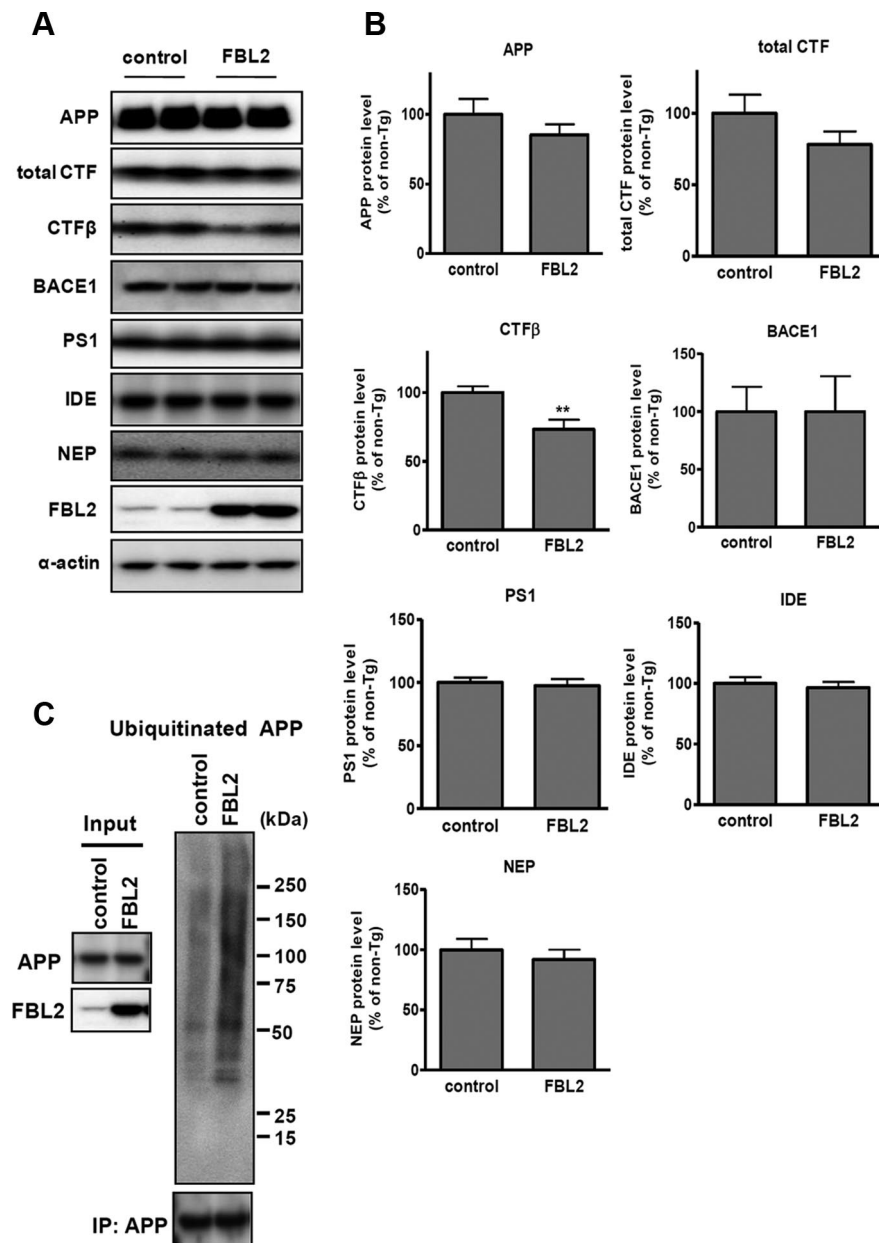 A
control FBL2
APP
total CTF
CTFβ
BACE1
PS1
IDE
NEP
FBL2
α-actin
B
APP
APP protein level
(% of non-Tg)
100
50
0
control FBL2
total CTF
total CTF protein level
(% of non-Tg)
100
50
0
control FBL2
CTFβ
CTFβ protein level
(% of non-Tg)
100
50
0
**
control FBL2
BACE1
BACE1 protein level
(% of non-Tg)
150
100
50
0
control FBL2
PS1
PS1 protein level
(% of non-Tg)
150
100
50
0
control FBL2
IDE
IDE protein level
(% of non-Tg)
150
100
50
0
control FBL2
NEP
NEP protein level
(% of non-Tg)
150
100
50
0
control FBL2
C
Ubiquitinated APP
control FBL2 (kDa)
Input
control FBL2
APP
FBL2
250
150
100
75
50
25
15
IP: APP